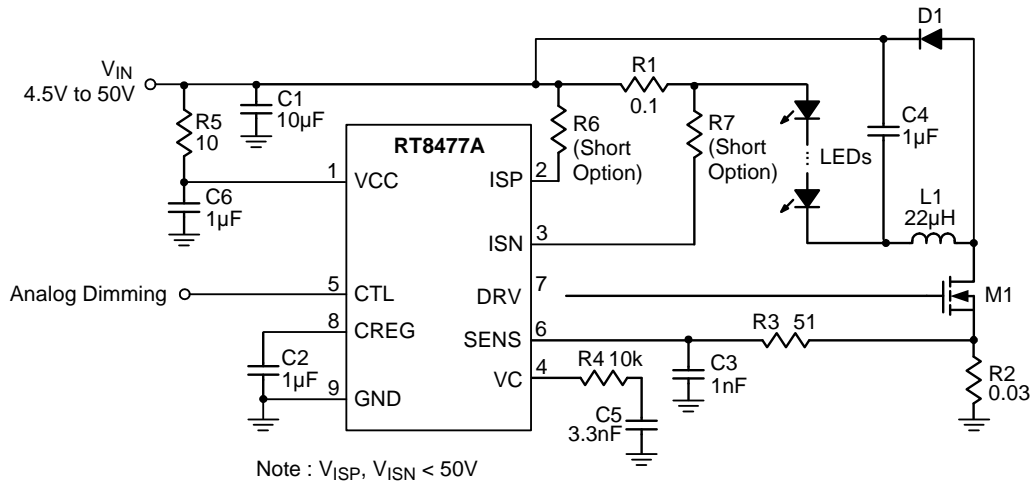 D1
V_IN
4.5V to 50V
R1
0.1
C1
10µF
R5
10
R6
(Short
Option)
R7
(Short
Option)
C4
1µF
LEDs
RT8477A
1
VCC
ISP
2
C6
1µF
L1
22µH
ISN
3
Analog Dimming
5
CTL
DRV
7
M1
8
CREG
SENS
6
R3 51
C2
1µF
VC
4
R4 10k
C3
1nF
R2
0.03
9
GND
C5
3.3nF
Note : V_ISP, V_ISN < 50V